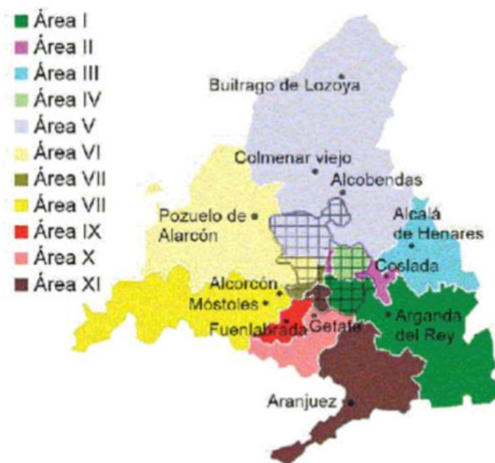 Área I
Área II
Área III
Área IV
Área V
Área VI
Área VII
Área VII
Área IX
Área X
Área XI
Buitrago de Lozoya
Colmenar viejo
Alcobendas
Pozuelo de
Alarcón
Alcalá
de Henares
Coslada
Alcorcón
Móstoles
Fuenlabrada
Getafe
Arganda
del Rey
Aranjuez